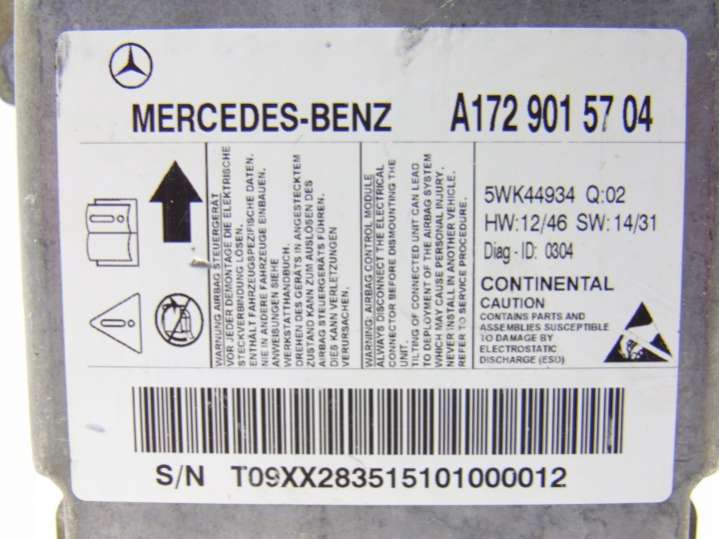 MERCEDES-BENZ
A172 901 57 04
WARNUNG AIRBAG STEUERGERÄT
VOR JEDER DEMONTAGE DIE ELEKTRISCHE
STECKVERBINDUNG LÖSEN.
ENTHÄLT FAHRZEUGSPEZIFISCHE DATEN.
NIE IN ANDERE FAHRZEUGE EINBAUEN.
ANWEISUNGEN SIEHE
WERKSTATTHANDBUCH.
DREHEN DES GERÄTS IN ANGESTECKTEM
ZUSTAND KANN ZUM AUSLÖSEN DES
AIRBAG STEUERGERÄTS FÜHREN.
DIES KANN VERLETZUNGEN
VERURSACHEN.
WARNING: AIRBAG CONTROL MODULE
ALWAYS DISCONNECT THE ELECTRICAL
CONNECTOR BEFORE DISMOUNTING THE
UNIT.
TILTING OF CONNECTED UNIT CAN LEAD
TO DEPLOYMENT OF THE AIRBAG SYSTEM
WHICH MAY CAUSE PERSONAL INJURY.
NEVER INSTALL IN ANOTHER VEHICLE.
REFER TO SERVICE PROCEDURE.
5WK44934 Q:02
HW:12/46 SW:14/31
Diag-ID: 0304
CONTINENTAL
CAUTION
CONTAINS PARTS AND
ASSEMBLIES SUSCEPTIBLE
TO DAMAGE BY
ELECTROSTATIC
DISCHARGE (ESD)
S/N T09XX283515101000012